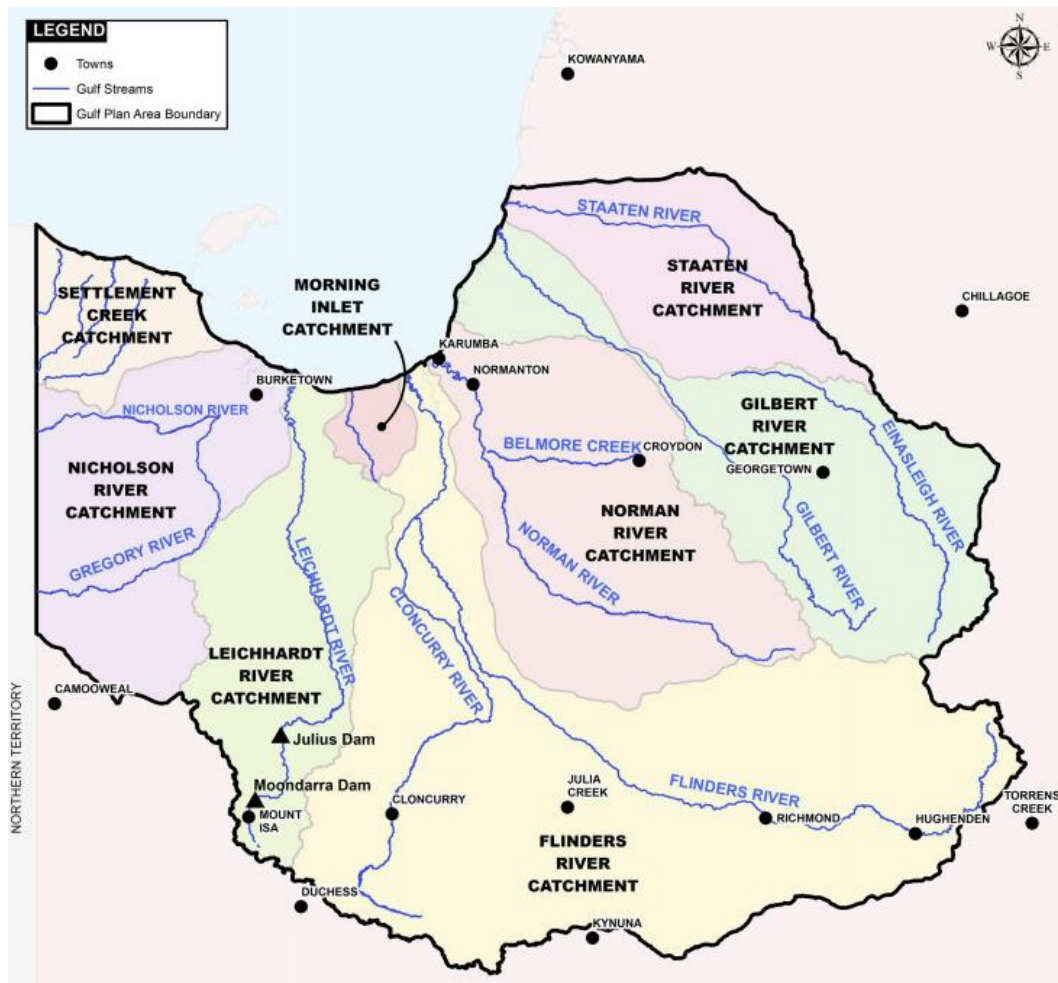 LEGEND
Towns
Gulf Streams
Gulf Plan Area Boundary
N
W
E
S
KOWANYAMA
STAATEN RIVER
STAATEN
RIVER
CATCHMENT
CHILLAGOE
SETTLEMENT
CREEK
CATCHMENT
MORNING
INLET
CATCHMENT
KARUMBA
NORMANTON
BURKETOWN
NICHOLSON RIVER
GILBERT
RIVER
CATCHMENT
EINASLEIGH RIVER
BELMORE CREEK
CROYDON
GEORGETOWN
NICHOLSON
RIVER
CATCHMENT
GREGORY RIVER
NORMAN
RIVER
CATCHMENT
GILBERT RIVER
NORMAN RIVER
LEICHHARDT RIVER
CLONCURRY RIVER
LEICHHARDT
RIVER
CATCHMENT
CAMOOWEAL
NORTHERN TERRITORY
Julius Dam
Moondarra Dam
MOUNT
ISA
CLONCURRY
JULIA
CREEK
FLINDERS RIVER
RICHMOND
HUGHENDEN
TORRENS
CREEK
FLINDERS
RIVER
CATCHMENT
DUCHESS
KYNUNA